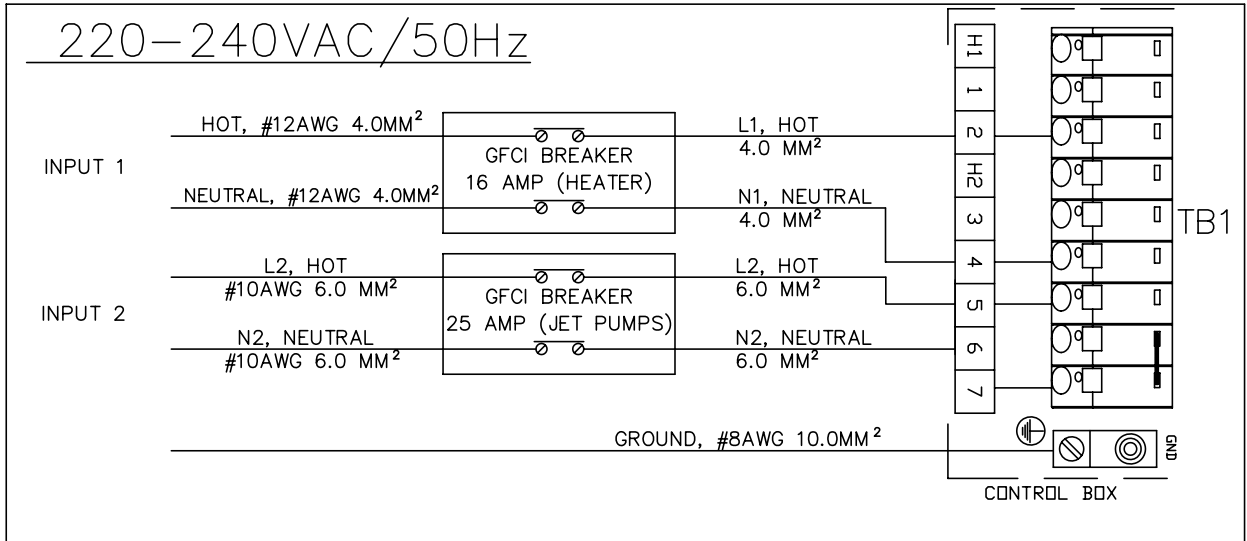 220-240VAC/50Hz
INPUT 1
HOT, #12AWG 4.0MM²
NEUTRAL, #12AWG 4.0MM²
GFCI BREAKER
16 AMP (HEATER)
L1, HOT
4.0 MM²
N1, NEUTRAL
4.0 MM²
INPUT 2
L2, HOT
#10AWG 6.0 MM²
N2, NEUTRAL
#10AWG 6.0 MM²
GFCI BREAKER
25 AMP (JET PUMPS)
L2, HOT
6.0 MM²
N2, NEUTRAL
6.0 MM²
GROUND, #8AWG 10.0MM²
H1
1
2
H2
3
4
5
6
7
TB1
GND
CONTROL BOX